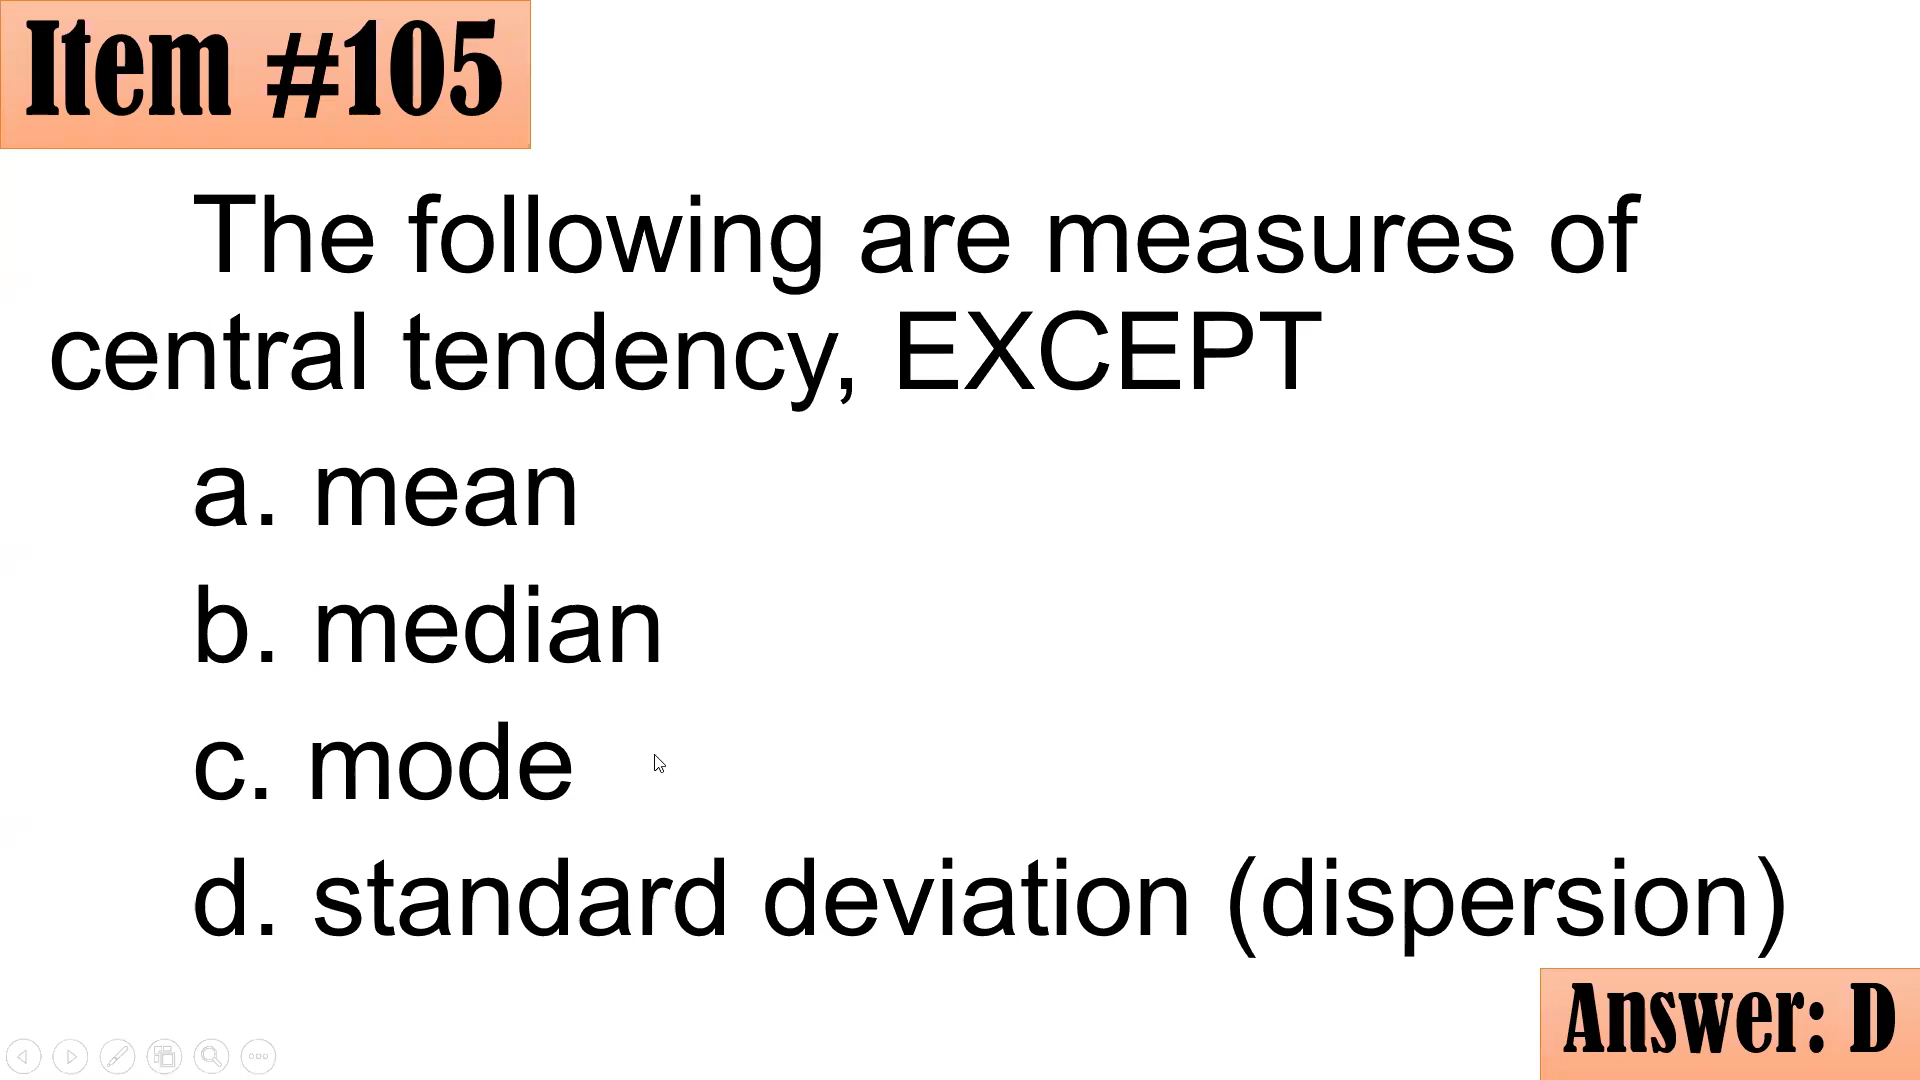 Item #105
The following are measures of
central tendency, EXCEPT
a. mean
b. median
c. mode
d. standard deviation (dispersion)
Answer: D